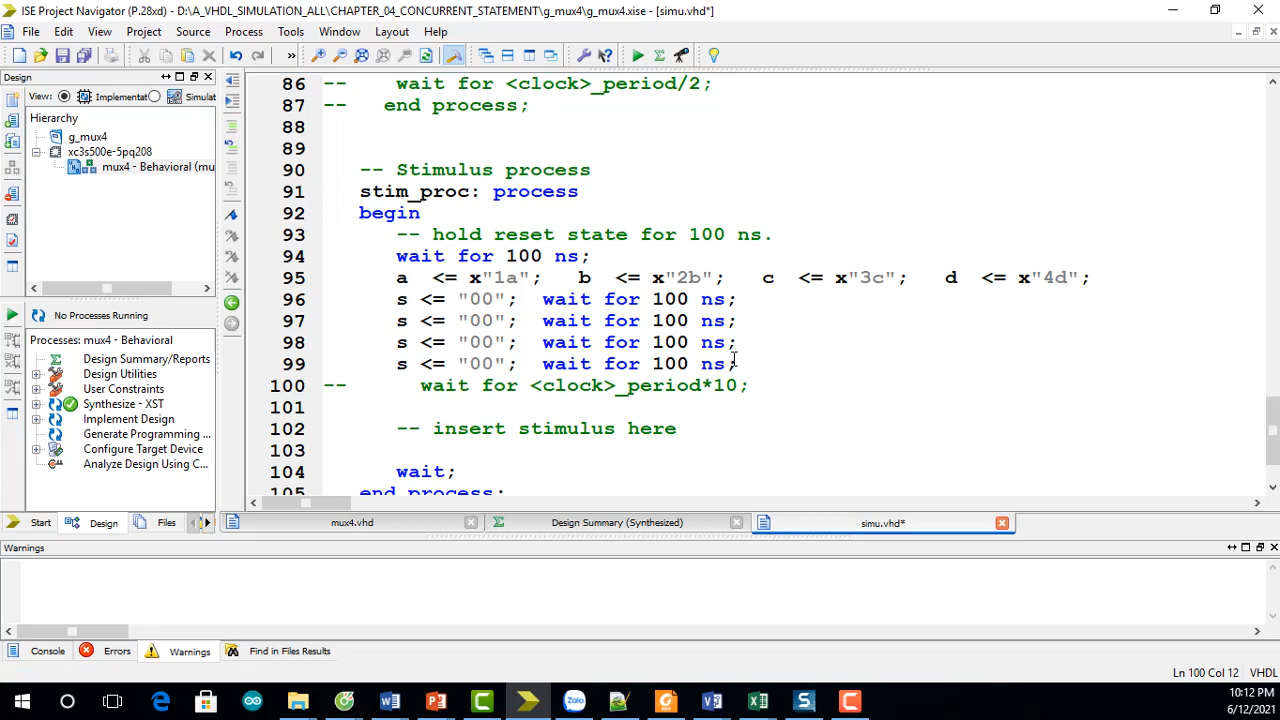 ISE Project Navigator (P.28xd) - D:\A_VHDL_SIMULATION_ALL\CHAPTER_04_CONCURRENT_STATEMENT\g_mux4\g_mux4.xise - [simu.vhd*]
File Edit View Project Source Process Tools Window Layout Help
Design
View: Implementat Simulat
Hierarchy
g_mux4
xc3s500e-5pq208
mux4 - Behavioral (mu
No Processes Running
Processes: mux4 - Behavioral
Design Summary/Reports
Design Utilities
User Constraints
Synthesize - XST
Implement Design
Generate Programming ...
Configure Target Device
Analyze Design Using C...
Start Design Files
86 -- wait for <clock>_period/2;
87 -- end process;
88
89
90 -- Stimulus process
91 stim_proc: process
92 begin
93 -- hold reset state for 100 ns.
94 wait for 100 ns;
95 a <= x"1a"; b <= x"2b"; c <= x"3c"; d <= x"4d";
96 s <= "00"; wait for 100 ns;
97 s <= "00"; wait for 100 ns;
98 s <= "00"; wait for 100 ns;
99 s <= "00"; wait for 100 ns;
100 -- wait for <clock>_period*10;
101
102 -- insert stimulus here
103
104 wait;
105 end process;
mux4.vhd Design Summary (Synthesized) simu.vhd*
Warnings
Console Errors Warnings Find in Files Results
Ln 100 Col 12 VHDL
Zalo
10:12 PM
6/12/2021